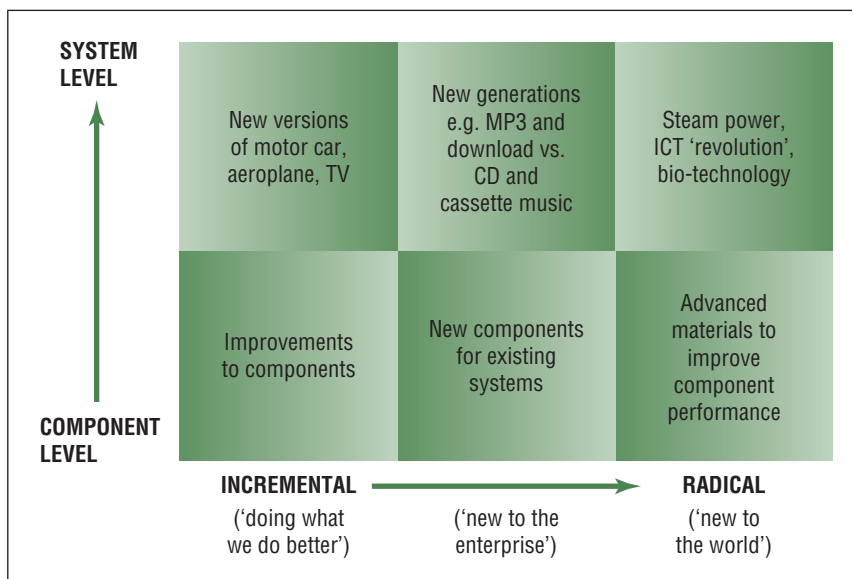 SYSTEM
LEVEL
New versions
of motor car,
aeroplane, TV
New generations
e.g. MP3 and
download vs.
CD and
cassette music
Steam power,
ICT ‘revolution’,
bio-technology
Improvements
to components
New components
for existing
systems
Advanced
materials to
improve
component
performance
COMPONENT
LEVEL
INCREMENTAL
(‘doing what
we do better’)
(‘new to the
enterprise’)
RADICAL
(‘new to
the world’)